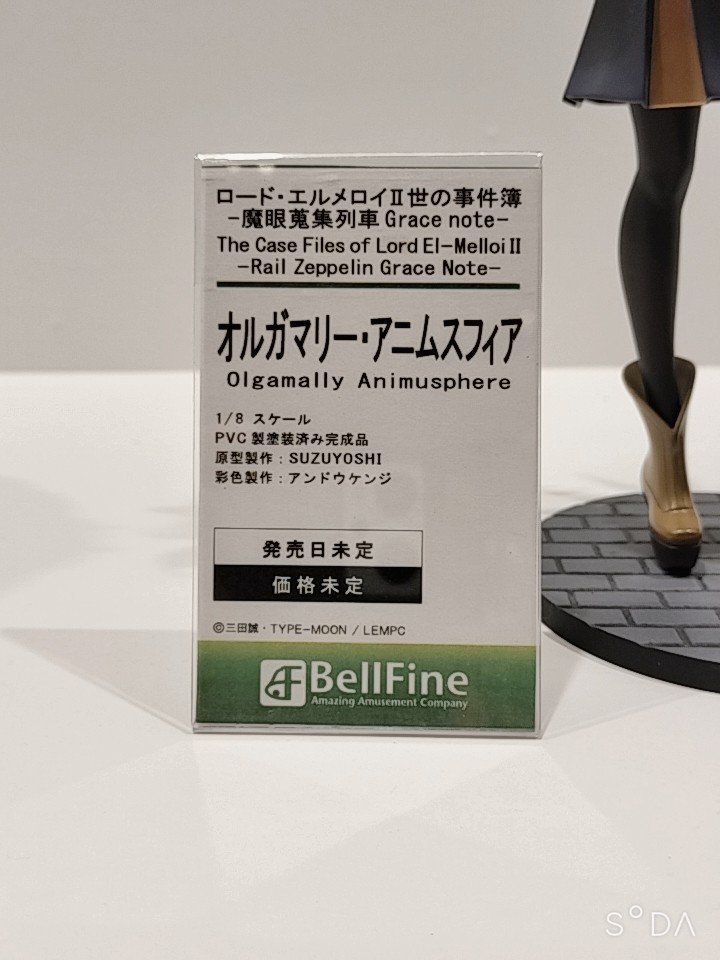 ロード・エルメロイⅡ世の事件簿
-魔眼蒐集列車 Grace note-
The Case Files of Lord El-Melloi Ⅱ
-Rail Zeppelin Grace Note-
オルガマリー・アニムスフィア
Olgamally Animusphere
1/8 スケール
PVC 製塗装済み完成品
原型製作：SUZUYOSHI
彩色製作：アンドウケンジ
発売日未定
価格未定
©三田誠・TYPE-MOON / LEMPC
BellFine
Amazing Amusement Company
SODA